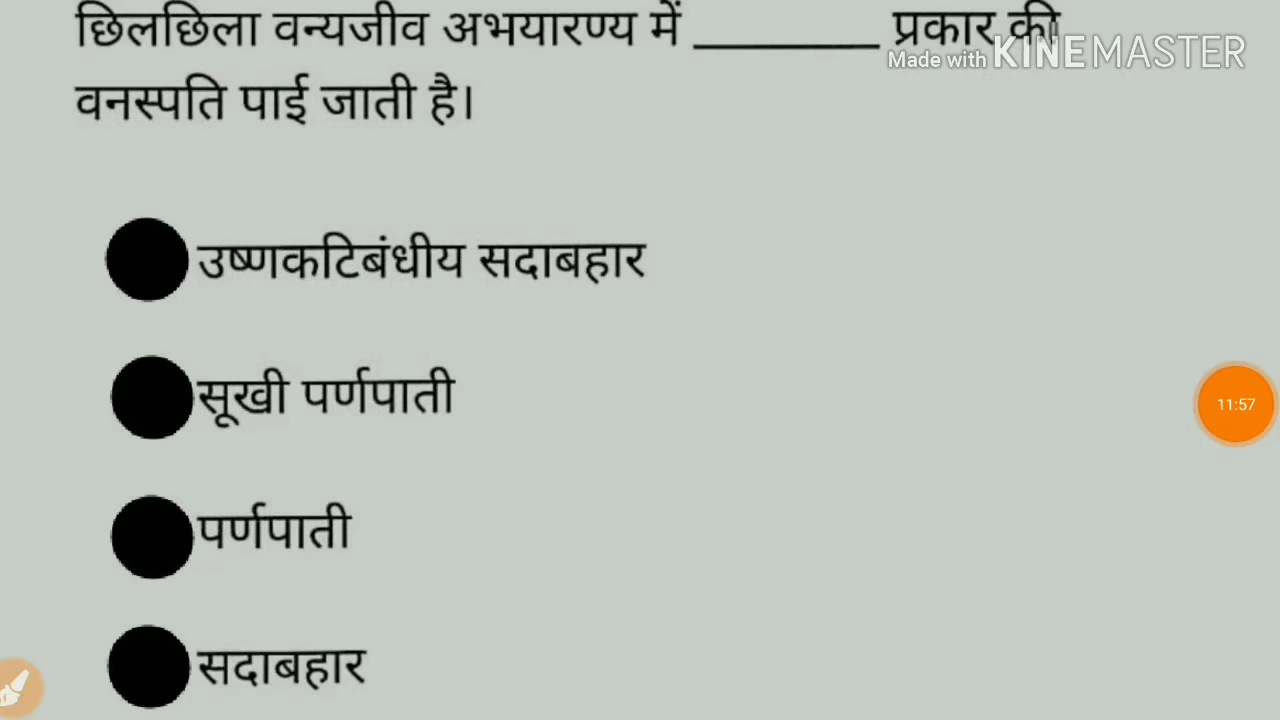 छिलछिला वन्यजीव अभयारण्य में ________ प्रकार की
Made with KINEMASTER
वनस्पति पाई जाती है।
उष्णकटिबंधीय सदाबहार
सूखी पर्णपाती
11:57
पर्णपाती
सदाबहार